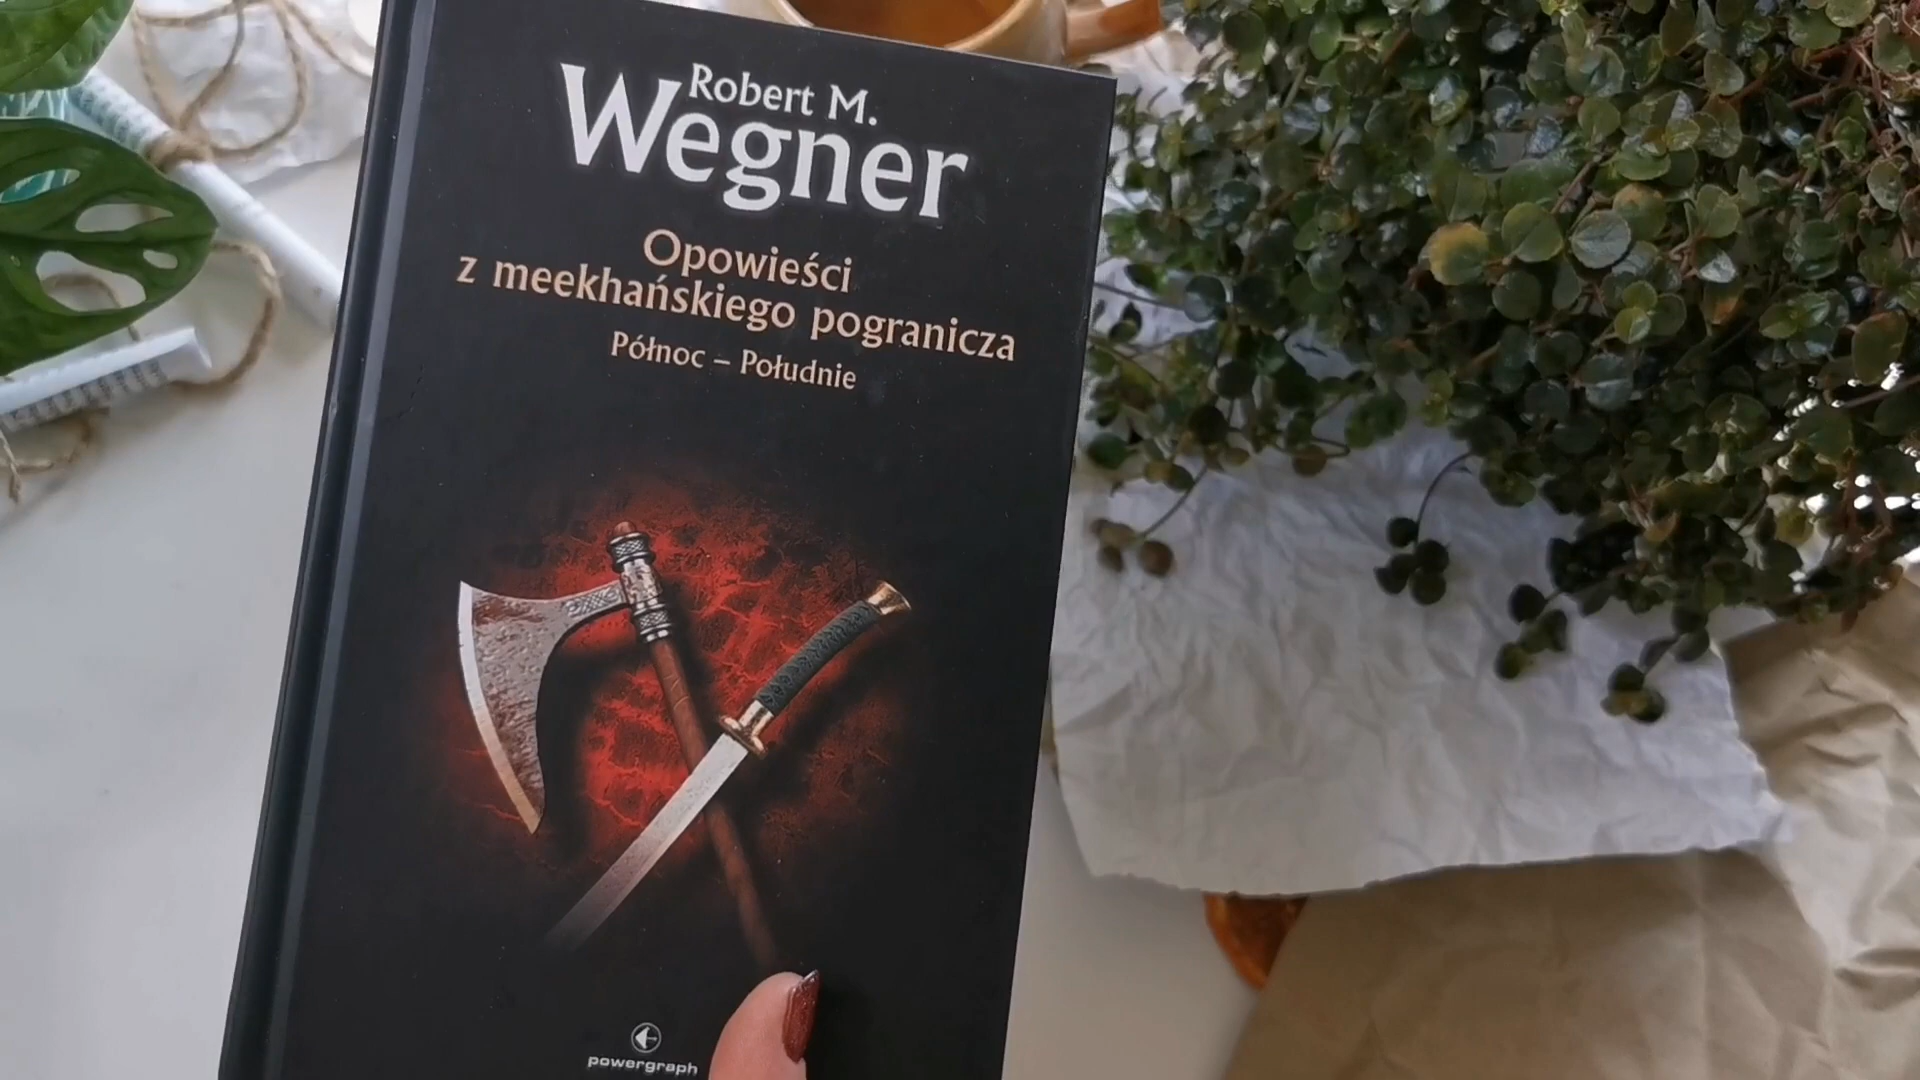 Robert M.
Wegner
Opowieści
z meekhańskiego pogranicza
Północ – Południe
powergraph